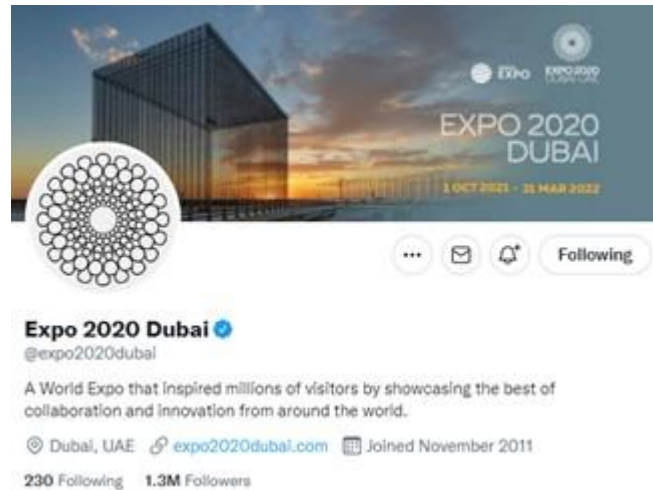 EXPO
EXPO 2020
DUBAI, UAE
EXPO 2020
DUBAI
1 OCT 2021 - 31 MAR 2022
Following
Expo 2020 Dubai
@expo2020dubai
A World Expo that inspired millions of visitors by showcasing the best of
collaboration and innovation from around the world.
Dubai, UAE expo2020dubai.com Joined November 2011
230 Following 1.3M Followers